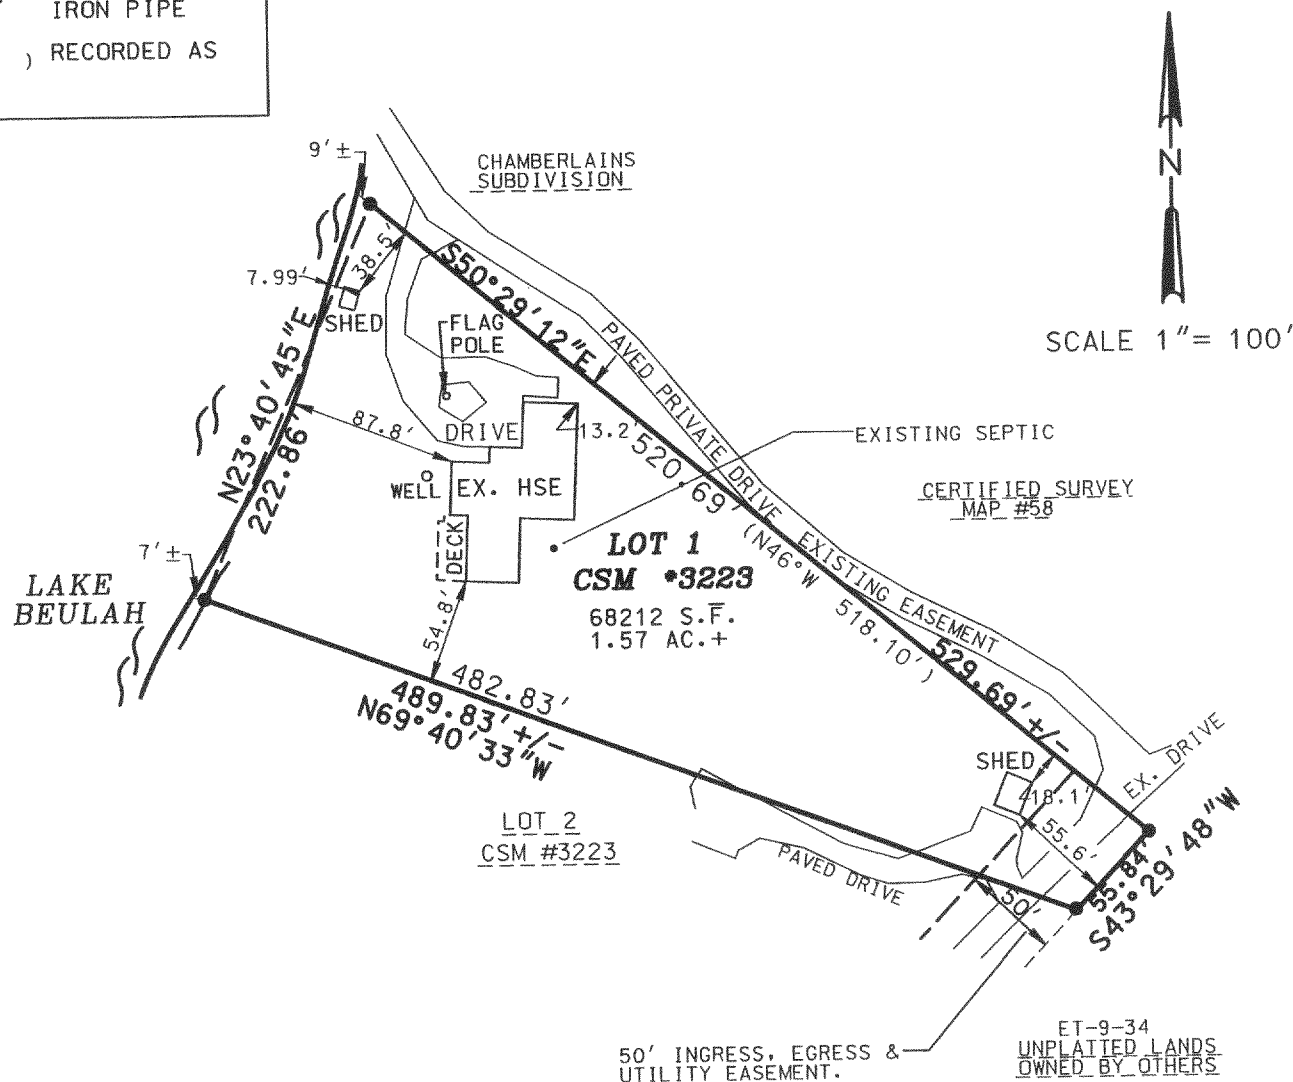 IRON PIPE
) RECORDED AS
CHAMBERLAINS
SUBDIVISION
9'±
N
SCALE 1"= 100'
38.5'
7.99'
SHED
S50°29'12"E
FLAG
POLE
PAVED PRIVATE DRIVE EXISTING EASEMENT
N23°40'45"E
222.86'
87.8'
DRIVE
13.2'
520.69'
EXISTING SEPTIC
WELL
EX. HSE
CERTIFIED SURVEY
MAP #58
DECK
LOT 1
CSM #3223
68212 S.F.
1.57 AC.±
(N46°W 518.10')
7'±
LAKE
BEULAH
54.8'
529.69'+/-
482.83'
489.83'+/-
N69°40'33"W
SHED
18.1'
EX. DRIVE
LOT 2
CSM #3223
PAVED DRIVE
55.6'
55.84'
S43°29'48"W
50'
50' INGRESS, EGRESS &
UTILITY EASEMENT.
ET-9-34
UNPLATTED LANDS
OWNED BY OTHERS